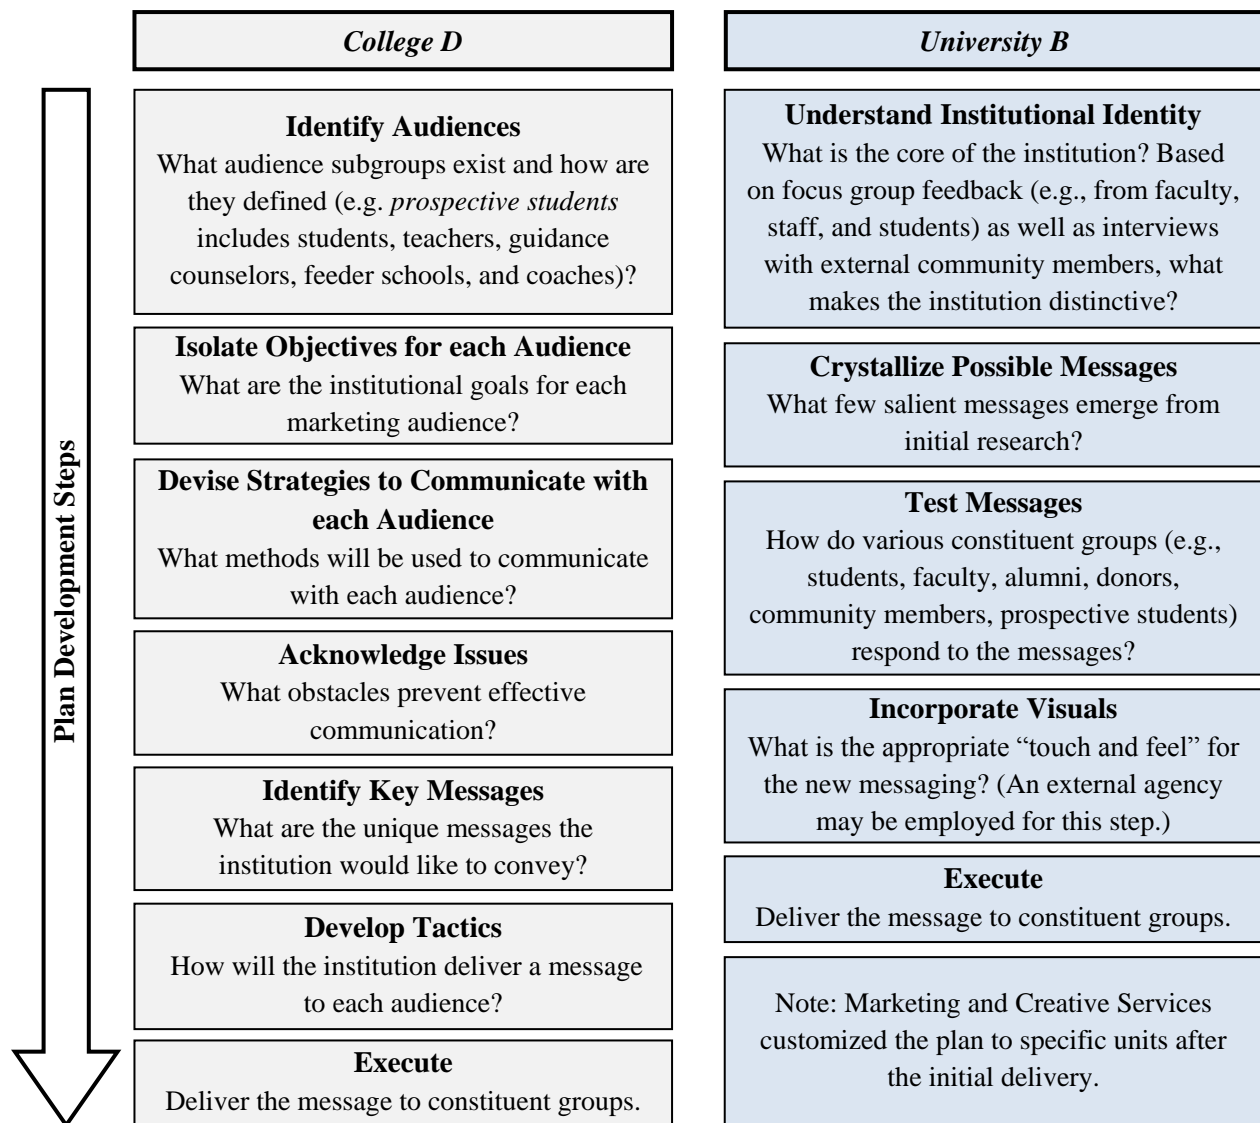 College D
University B
Plan Development Steps
Identify Audiences
What audience subgroups exist and how are
they defined (e.g. prospective students
includes students, teachers, guidance
counselors, feeder schools, and coaches)?
Isolate Objectives for each Audience
What are the institutional goals for each
marketing audience?
Devise Strategies to Communicate with
each Audience
What methods will be used to communicate
with each audience?
Acknowledge Issues
What obstacles prevent effective
communication?
Identify Key Messages
What are the unique messages the
institution would like to convey?
Develop Tactics
How will the institution deliver a message
to each audience?
Execute
Deliver the message to constituent groups.
Understand Institutional Identity
What is the core of the institution? Based
on focus group feedback (e.g., from faculty,
staff, and students) as well as interviews
with external community members, what
makes the institution distinctive?
Crystallize Possible Messages
What few salient messages emerge from
initial research?
Test Messages
How do various constituent groups (e.g.,
students, faculty, alumni, donors,
community members, prospective students)
respond to the messages?
Incorporate Visuals
What is the appropriate “touch and feel” for
the new messaging? (An external agency
may be employed for this step.)
Execute
Deliver the message to constituent groups.
Note: Marketing and Creative Services
customized the plan to specific units after
the initial delivery.